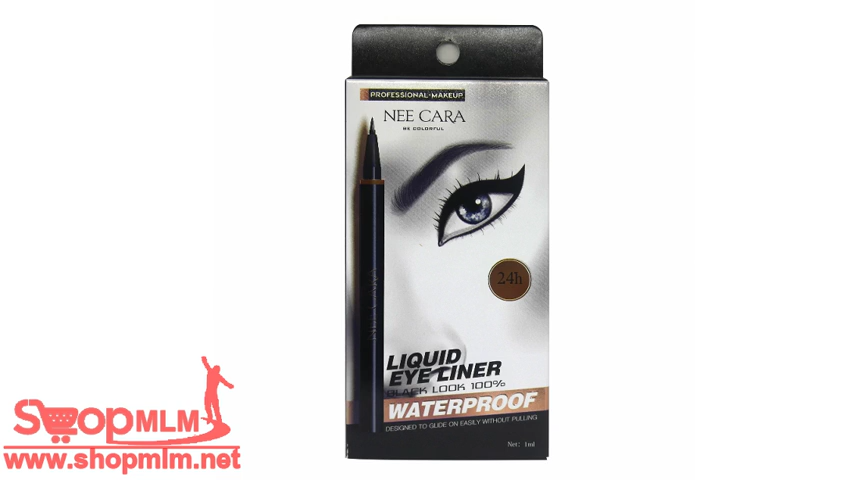 PROFESSIONAL·MAKEUP
NEE CARA
BE COLORFUL
24h
LIQUID
EYE LINER
BLACK LOOK 100%
WATERPROOF
DESIGNED TO GLIDE ON EASILY WITHOUT PULLING
Net: 1ml
ShopMLM
www.shopmlm.net